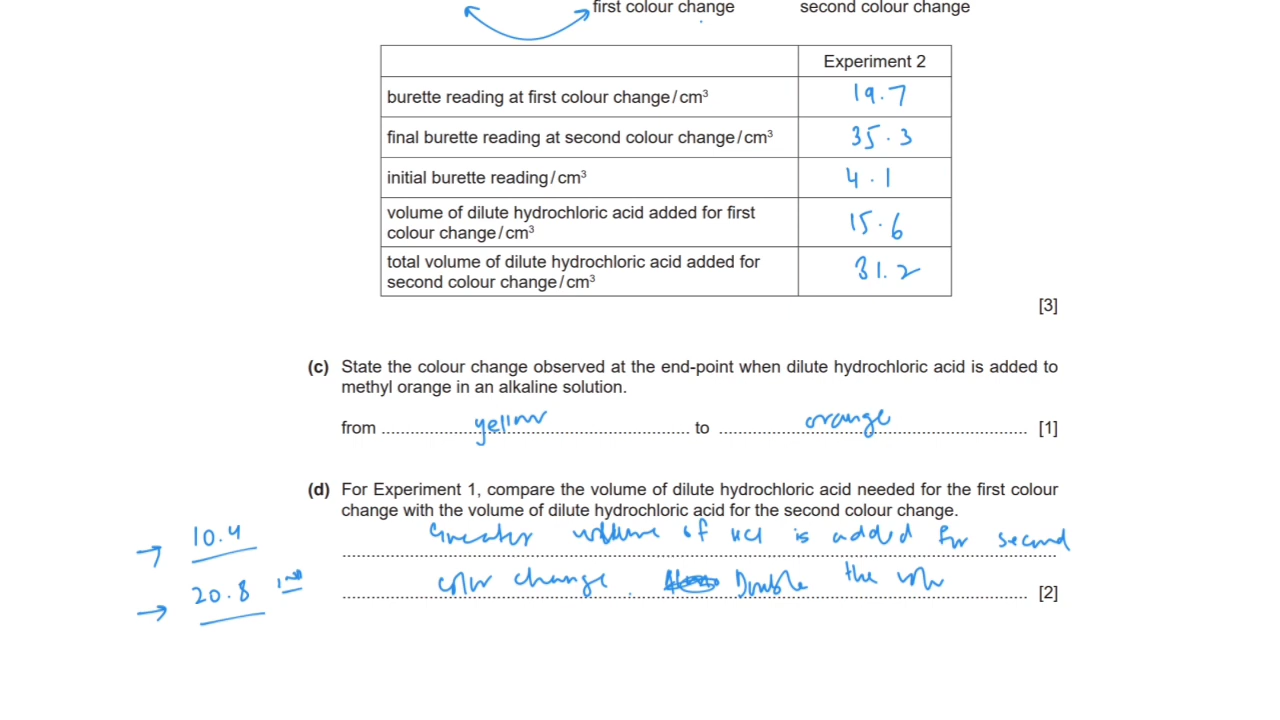 first colour change second colour change
Experiment 2
burette reading at first colour change/cm³ 19.7
final burette reading at second colour change/cm³ 35.3
initial burette reading/cm³ 4.1
volume of dilute hydrochloric acid added for first
colour change/cm³ 15.6
total volume of dilute hydrochloric acid added for
second colour change/cm³ 31.2
[3]
(c) State the colour change observed at the end-point when dilute hydrochloric acid is added to
methyl orange in an alkaline solution.
from yellow to orange [1]
(d) For Experiment 1, compare the volume of dilute hydrochloric acid needed for the first colour
change with the volume of dilute hydrochloric acid for the second colour change.
10.4 Greater volume of HCl is added for second
20.8 color change. Double the [2]